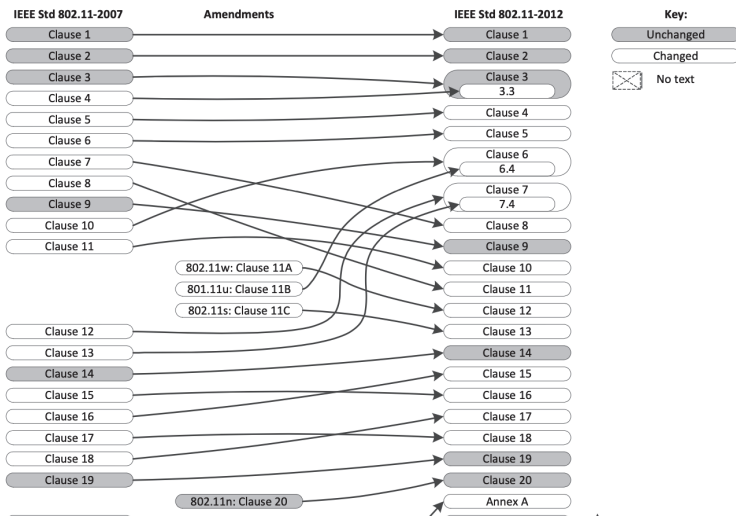 IEEE Std 802.11-2007 Amendments IEEE Std 802.11-2012 Key:
Clause 1 Clause 1 Unchanged
Clause 2 Clause 2 Changed
Clause 3 Clause 3 No text
Clause 4 3.3
Clause 5 Clause 4
Clause 6 Clause 5
Clause 7 Clause 6
6.4
Clause 8 Clause 7
Clause 9 7.4
Clause 10 Clause 8
Clause 11 Clause 9
802.11w: Clause 11A Clause 10
801.11u: Clause 11B Clause 11
802.11s: Clause 11C Clause 12
Clause 12 Clause 13
Clause 13 Clause 14
Clause 14 Clause 15
Clause 15 Clause 16
Clause 16 Clause 17
Clause 17 Clause 18
Clause 18 Clause 19
Clause 19 Clause 20
802.11n: Clause 20 Annex A